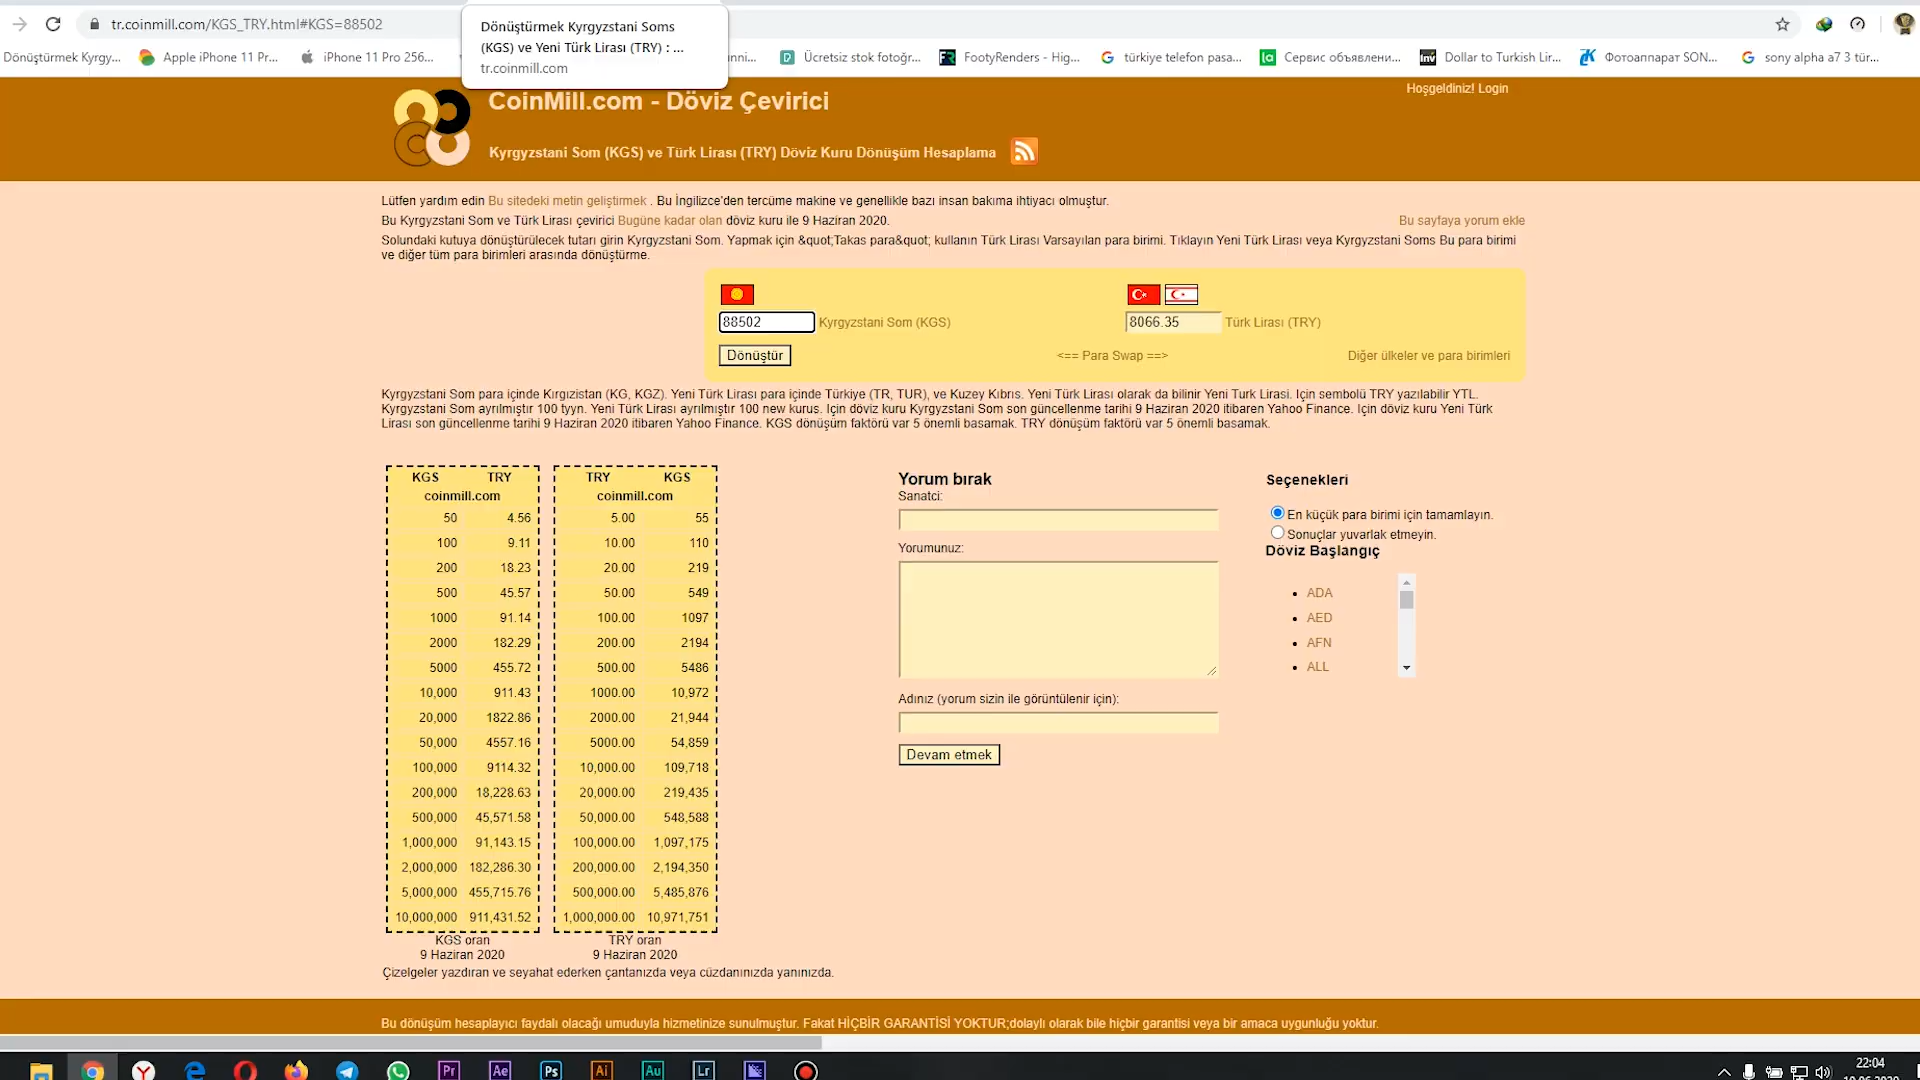 tr.coinmill.com/KGS_TRY.html#KGS=88502
Dönüştürmek Kyrgyzstani Soms
(KGS) ve Yeni Türk Lirası (TRY) : ...
tr.coinmill.com
Dönüştürmek Kyrgy...
Apple iPhone 11 Pr...
iPhone 11 Pro 256...
Ücretsiz stok fotoğr...
FootyRenders - Hig...
türkiye telefon pasa...
Сервис объявлени...
Dollar to Turkish Lir...
Фотоаппарат SON...
sony alpha a7 3 tür...
CoinMill.com - Döviz Çevirici
Hoşgeldiniz! Login
Kyrgyzstani Som (KGS) ve Türk Lirası (TRY) Döviz Kuru Dönüşüm Hesaplama
Lütfen yardım edin Bu sitedeki metin geliştirmek . Bu İngilizce'den tercüme makine ve genellikle bazı insan bakıma ihtiyacı olmuştur.
Bu Kyrgyzstani Som ve Türk Lirası çevirici Bugüne kadar olan döviz kuru ile 9 Haziran 2020.
Bu sayfaya yorum ekle
Solundaki kutuya dönüştürülecek tutarı girin Kyrgyzstani Som. Yapmak için &quot;Takas para&quot; kullanın Türk Lirası Varsayılan para birimi. Tıklayın Yeni Türk Lirası veya Kyrgyzstani Soms Bu para birimi
ve diğer tüm para birimleri arasında dönüştürme.
88502 Kyrgyzstani Som (KGS)
8066.35 Türk Lirası (TRY)
Dönüştür
<== Para Swap ==>
Diğer ülkeler ve para birimleri
Kyrgyzstani Som para içinde Kırgızistan (KG, KGZ). Yeni Türk Lirası para içinde Türkiye (TR, TUR), ve Kuzey Kıbrıs. Yeni Türk Lirası olarak da bilinir Yeni Turk Lirasi. Için sembolü TRY yazılabilir YTL.
Kyrgyzstani Som ayrılmıştır 100 tyyn. Yeni Türk Lirası ayrılmıştır 100 new kurus. Için döviz kuru Kyrgyzstani Som son güncellenme tarihi 9 Haziran 2020 itibaren Yahoo Finance. Için döviz kuru Yeni Türk
Lirası son güncellenme tarihi 9 Haziran 2020 itibaren Yahoo Finance. KGS dönüşüm faktörü var 5 önemli basamak. TRY dönüşüm faktörü var 5 önemli basamak.
KGS TRY
coinmill.com
50 4.56
100 9.11
200 18.23
500 45.57
1000 91.14
2000 182.29
5000 455.72
10,000 911.43
20,000 1822.86
50,000 4557.16
100,000 9114.32
200,000 18,228.63
500,000 45,571.58
1,000,000 91,143.15
2,000,000 182,286.30
5,000,000 455,715.76
10,000,000 911,431.52
KGS oran
9 Haziran 2020
TRY KGS
coinmill.com
5.00 55
10.00 110
20.00 219
50.00 549
100.00 1097
200.00 2194
500.00 5486
1000.00 10,972
2000.00 21,944
5000.00 54,859
10,000.00 109,718
20,000.00 219,435
50,000.00 548,588
100,000.00 1,097,175
200,000.00 2,194,350
500,000.00 5,485,876
1,000,000.00 10,971,751
TRY oran
9 Haziran 2020
Çizelgeler yazdıran ve seyahat ederken çantanızda veya cüzdanınızda yanınızda.
Yorum bırak
Sanatci:
Yorumunuz:
Adınız (yorum sizin ile görüntülenir için):
Devam etmek
Seçenekleri
En küçük para birimi için tamamlayın.
Sonuçlar yuvarlak etmeyin.
Döviz Başlangıç
ADA
AED
AFN
ALL
Bu dönüşüm hesaplayıcı faydalı olacağı umuduyla hizmetinize sunulmuştur. Fakat HİÇBİR GARANTİSİ YOKTUR;dolaylı olarak bile hiçbir garantisi veya bir amaca uygunluğu yoktur.
Pr
Ae
Ps
Ai
Au
Lr
22:04